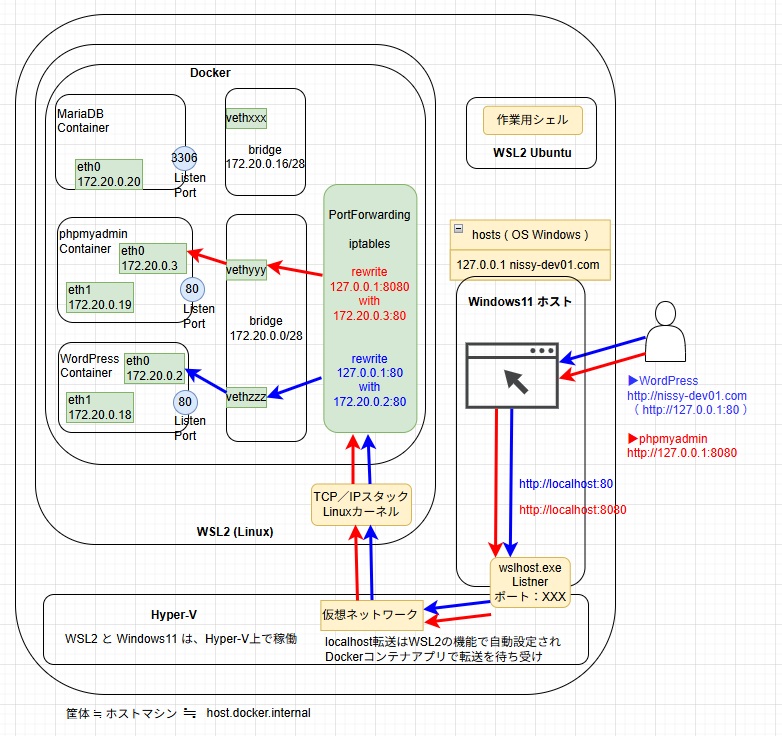 Docker
MariaDB
Container
eth0
172.20.0.20
3306
Listen
Port
vethxxx
bridge
172.20.0.16/28
phpmyadmin
Container
eth0
172.20.0.3
eth1
172.20.0.19
80
Listen
Port
vethyyy
bridge
172.20.0.0/28
WordPress
Container
eth0
172.20.0.2
eth1
172.20.0.18
80
Listen
Port
vethzzz
PortForwarding
iptables
rewrite
127.0.0.1:8080
with
172.20.0.3:80
rewrite
127.0.0.1:80
with
172.20.0.2:80
TCP／IPスタック
Linuxカーネル
WSL2 (Linux)
作業用シェル
WSL2 Ubuntu
hosts ( OS Windows )
127.0.0.1 nissy-dev01.com
Windows11 ホスト
▶WordPress
http://nissy-dev01.com
( http://127.0.0.1:80 )
▶phpmyadmin
http://127.0.0.1:8080
http://localhost:80
http://localhost:8080
wslhost.exe
Listner
ポート：XXX
Hyper-V
WSL2 と Windows11 は、Hyper-V上で稼働
仮想ネットワーク
localhost転送はWSL2の機能で自動設定され
Dockerコンテナアプリで転送を待ち受け
筐体 ≒ ホストマシン ≒ host.docker.internal